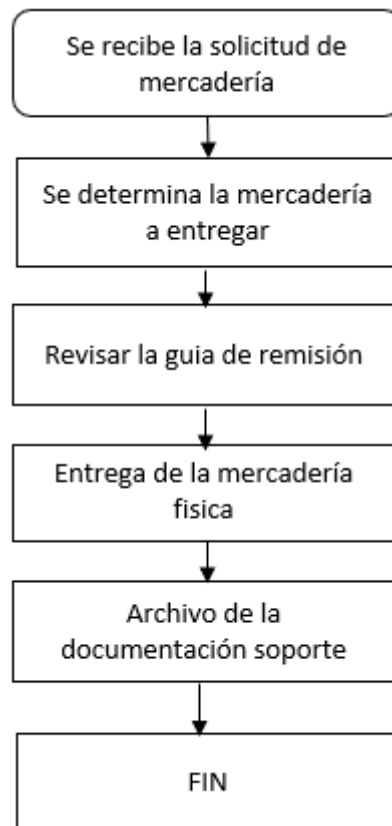 Se recibe la solicitud de
mercadería
Se determina la mercadería
a entregar
Revisar la guia de remisión
Entrega de la mercadería
fisica
Archivo de la
documentación soporte
FIN